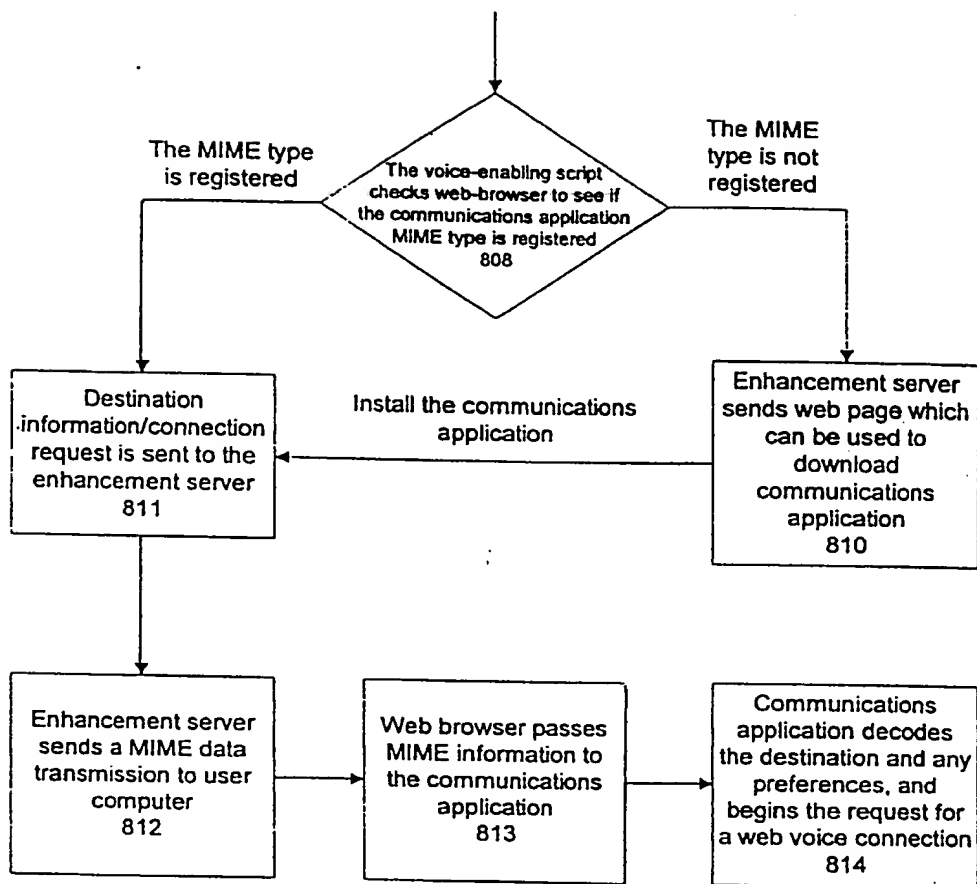 The MIME type
is registered
The voice-enabling script
checks web-browser to see if
the communications application
MIME type is registered
808
The MIME
type is not
registered
Destination
information/connection
request is sent to the
enhancement server
811
Install the communications
application
Enhancement server
sends web page which
can be used to
download
communications
application
810
Enhancement server
sends a MIME data
transmission to user
computer
812
Web browser passes
MIME information to
the communications
application
813
Communications
application decodes
the destination and any
preferences, and
begins the request for
a web voice connection
814